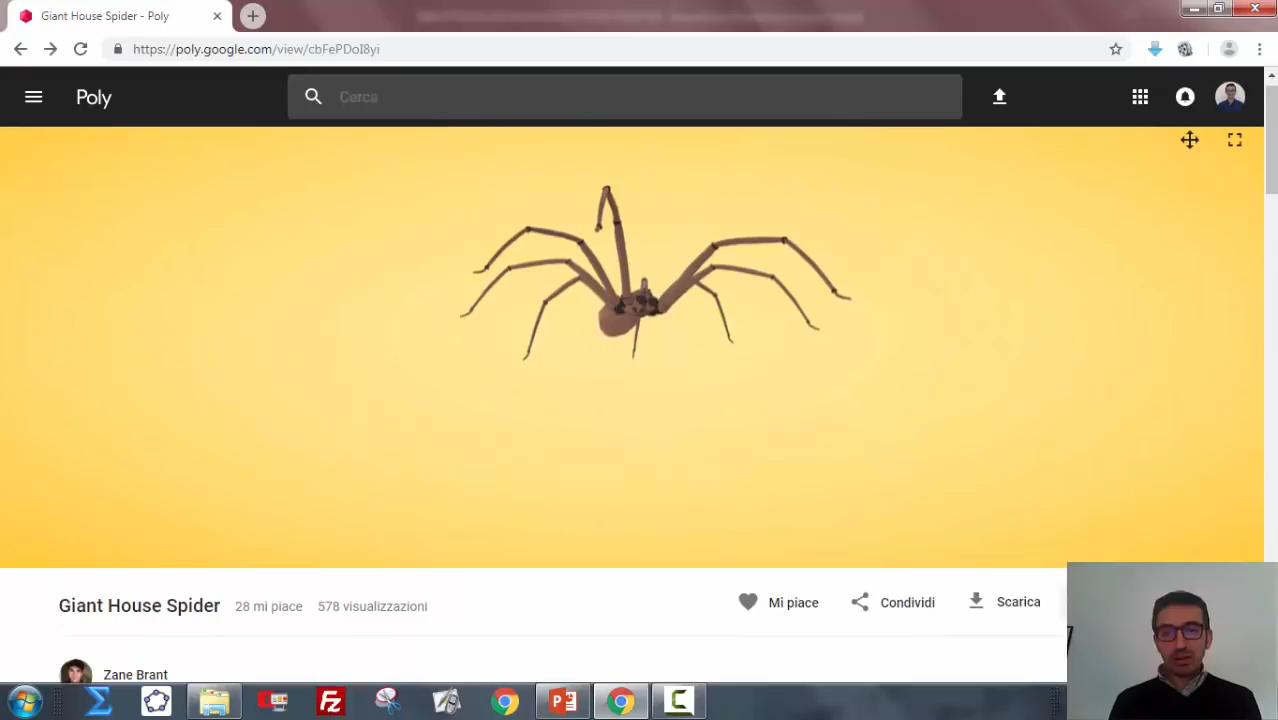 Giant House Spider - Poly
https://poly.google.com/view/cbFePDoI8yi
Poly
Cerca
Giant House Spider 28 mi piace 578 visualizzazioni
Mi piace Condividi Scarica
Zane Brant